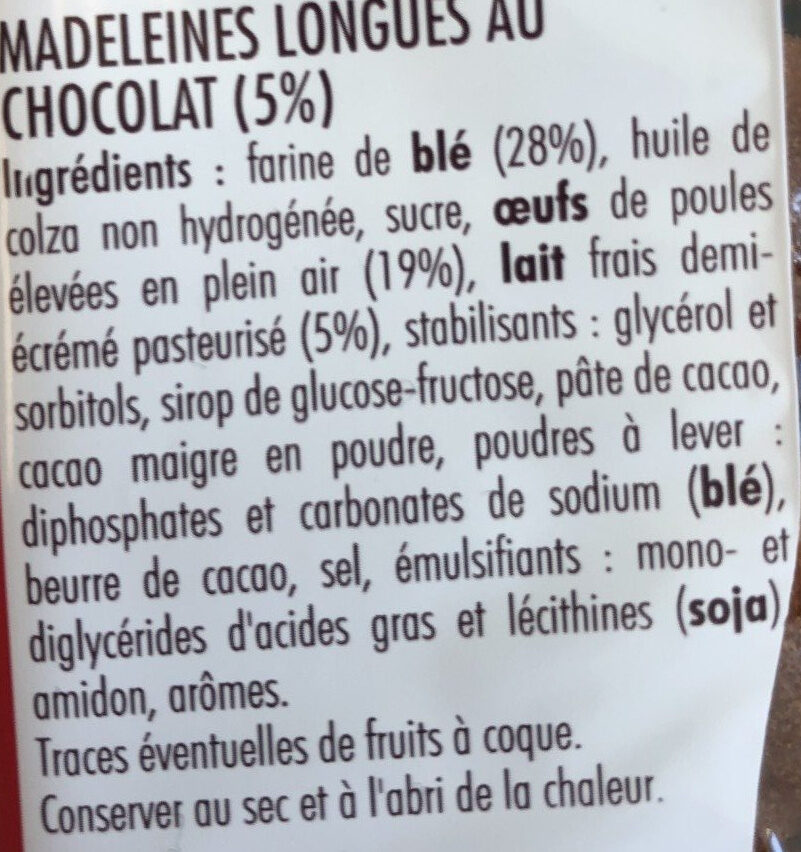 MADELEINES LONGUES AU
CHOCOLAT (5%)
Ingrédients : farine de blé (28%), huile de
colza non hydrogénée, sucre, œufs de poules
élevées en plein air (19%), lait frais demi-
écrémé pasteurisé (5%), stabilisants : glycérol et
sorbitols, sirop de glucose-fructose, pâte de cacao,
cacao maigre en poudre, poudres à lever :
diphosphates et carbonates de sodium (blé),
beurre de cacao, sel, émulsifiants : mono- et
diglycérides d'acides gras et lécithines (soja)
amidon, arômes.
Traces éventuelles de fruits à coque.
Conserver au sec et à l'abri de la chaleur.